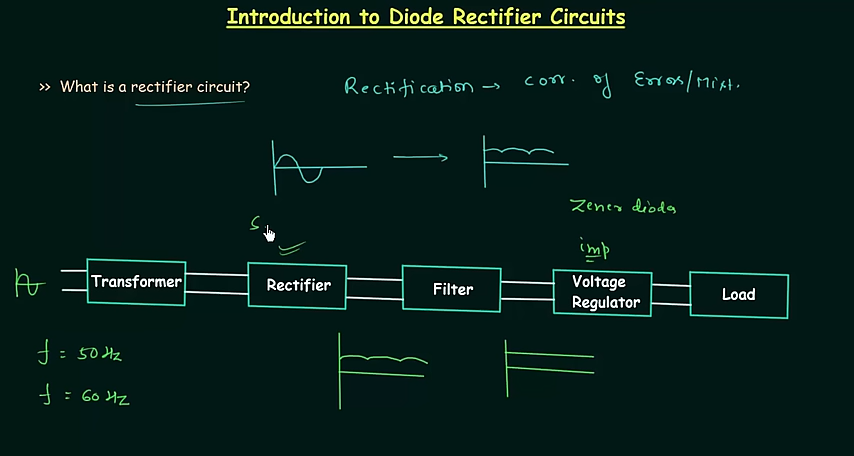 Introduction to Diode Rectifier Circuits
>> What is a rectifier circuit?
Rectification → corr. of Errors/Mist.
Zener diode
S
imp
Transformer
Rectifier
Filter
Voltage
Regulator
Load
f = 50 Hz
f = 60 Hz